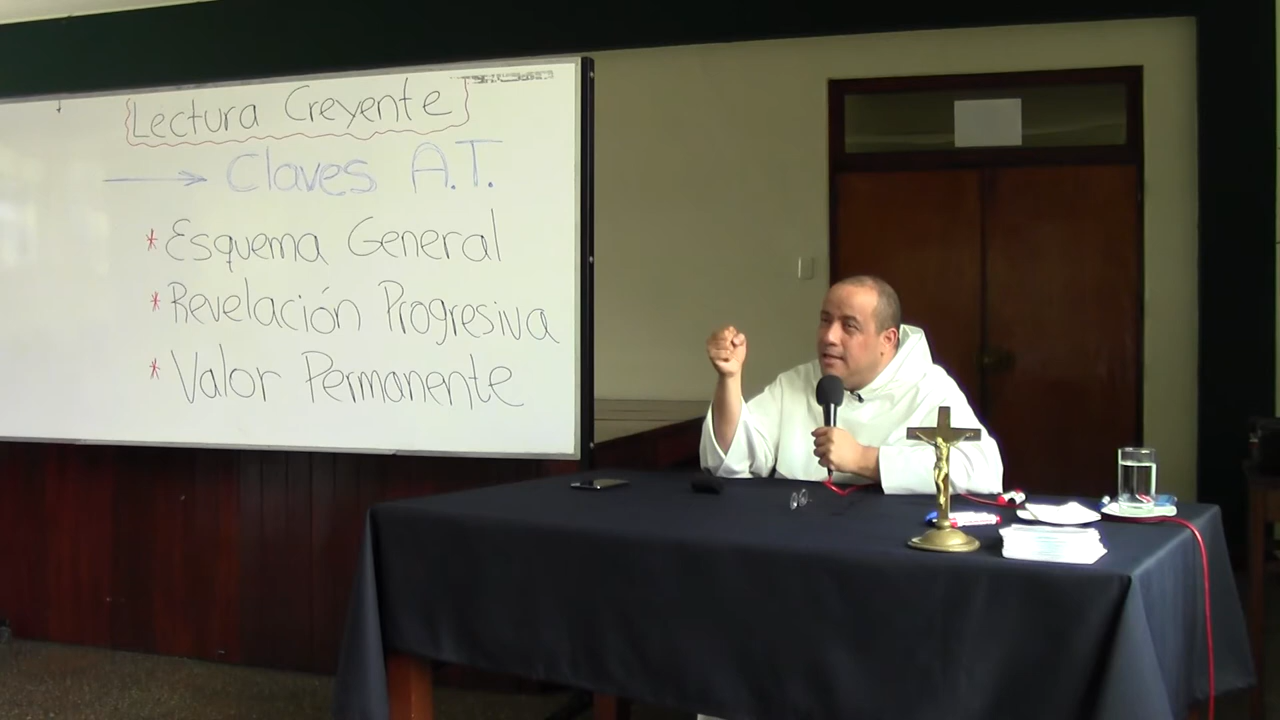 Lectura Creyente
→ Claves A.T.
* Esquema General
* Revelación Progresiva
* Valor Permanente